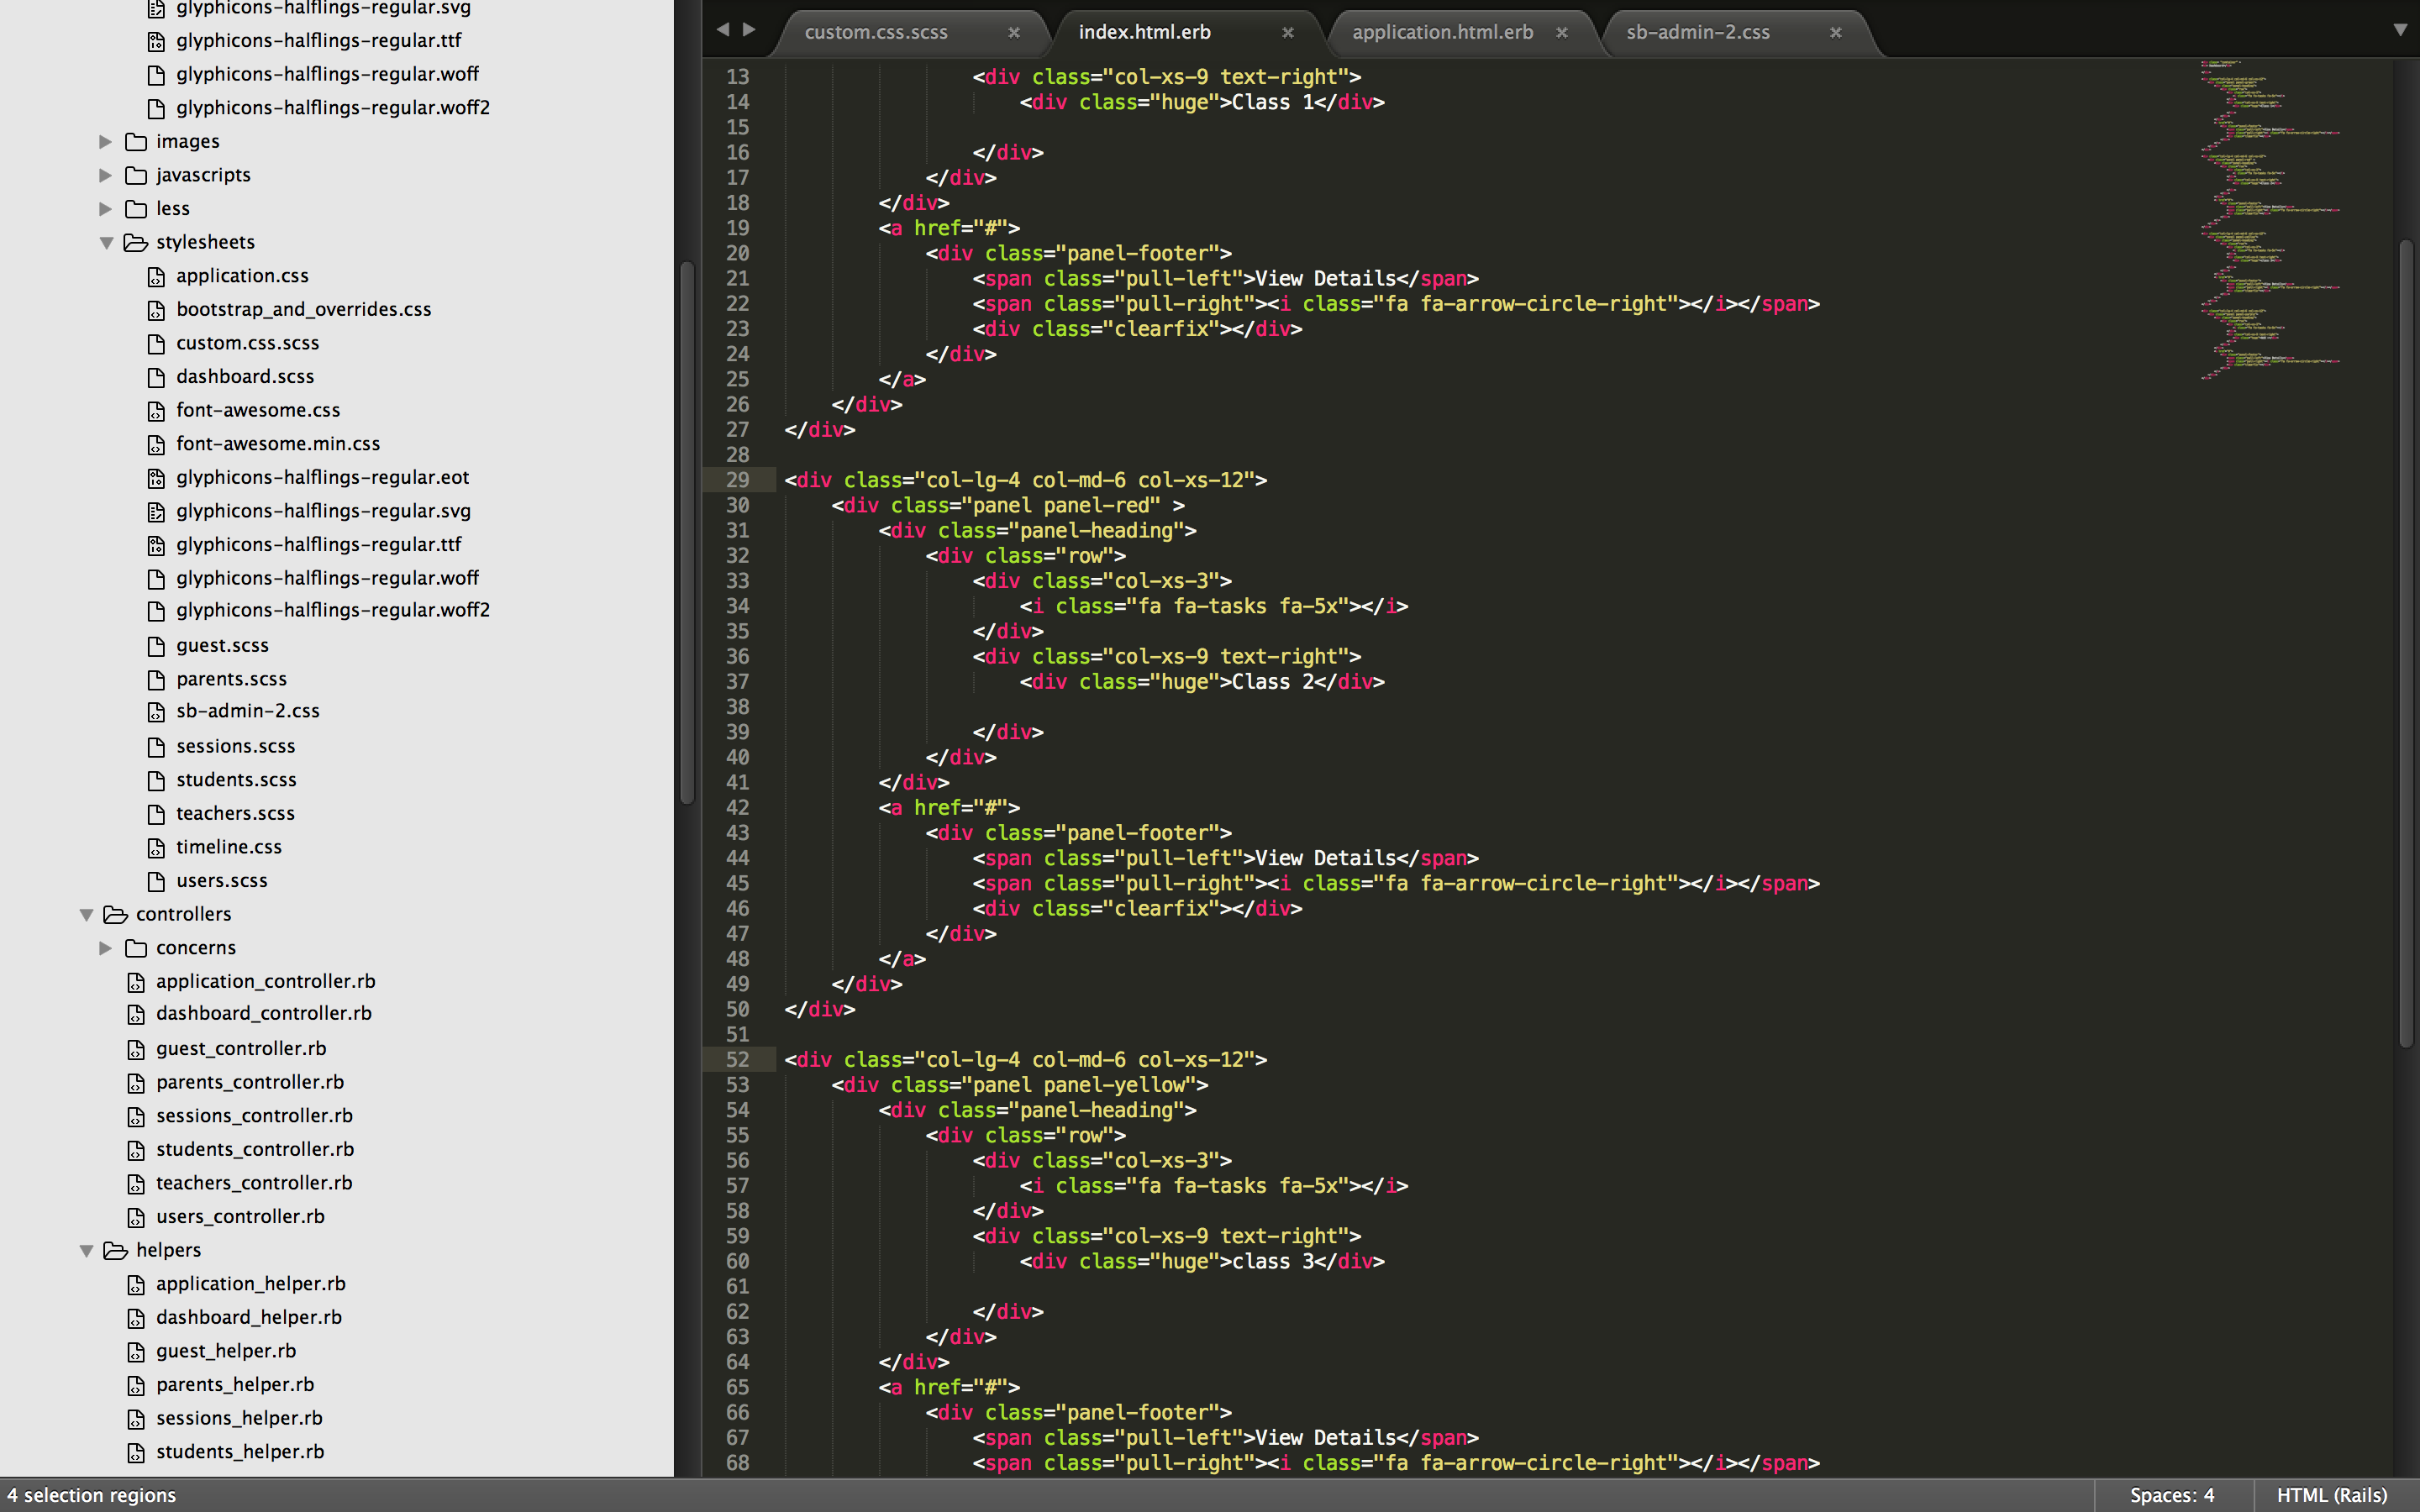 glyphicons-halflings-regular.svg
glyphicons-halflings-regular.ttf
glyphicons-halflings-regular.woff
glyphicons-halflings-regular.woff2
images
javascripts
less
stylesheets
application.css
bootstrap_and_overrides.css
custom.css.scss
dashboard.scss
font-awesome.css
font-awesome.min.css
glyphicons-halflings-regular.eot
glyphicons-halflings-regular.svg
glyphicons-halflings-regular.ttf
glyphicons-halflings-regular.woff
glyphicons-halflings-regular.woff2
guest.scss
parents.scss
sb-admin-2.css
sessions.scss
students.scss
teachers.scss
timeline.css
users.scss
controllers
concerns
application_controller.rb
dashboard_controller.rb
guest_controller.rb
parents_controller.rb
sessions_controller.rb
students_controller.rb
teachers_controller.rb
users_controller.rb
helpers
application_helper.rb
dashboard_helper.rb
guest_helper.rb
parents_helper.rb
sessions_helper.rb
students_helper.rb
custom.css.scss × index.html.erb × application.html.erb × sb-admin-2.css ×
13 <div class="col-xs-9 text-right">
14 <div class="huge">Class 1</div>
15
16 </div>
17 </div>
18 </div>
19 <a href="#">
20 <div class="panel-footer">
21 <span class="pull-left">View Details</span>
22 <span class="pull-right"><i class="fa fa-arrow-circle-right"></i></span>
23 <div class="clearfix"></div>
24 </div>
25 </a>
26 </div>
27 </div>
28
29 <div class="col-lg-4 col-md-6 col-xs-12">
30 <div class="panel panel-red" >
31 <div class="panel-heading">
32 <div class="row">
33 <div class="col-xs-3">
34 <i class="fa fa-tasks fa-5x"></i>
35 </div>
36 <div class="col-xs-9 text-right">
37 <div class="huge">Class 2</div>
38
39 </div>
40 </div>
41 </div>
42 <a href="#">
43 <div class="panel-footer">
44 <span class="pull-left">View Details</span>
45 <span class="pull-right"><i class="fa fa-arrow-circle-right"></i></span>
46 <div class="clearfix"></div>
47 </div>
48 </a>
49 </div>
50 </div>
51
52 <div class="col-lg-4 col-md-6 col-xs-12">
53 <div class="panel panel-yellow">
54 <div class="panel-heading">
55 <div class="row">
56 <div class="col-xs-3">
57 <i class="fa fa-tasks fa-5x"></i>
58 </div>
59 <div class="col-xs-9 text-right">
60 <div class="huge">class 3</div>
61
62 </div>
63 </div>
64 </div>
65 <a href="#">
66 <div class="panel-footer">
67 <span class="pull-left">View Details</span>
68 <span class="pull-right"><i class="fa fa-arrow-circle-right"></i></span>
4 selection regions
Spaces: 4
HTML (Rails)